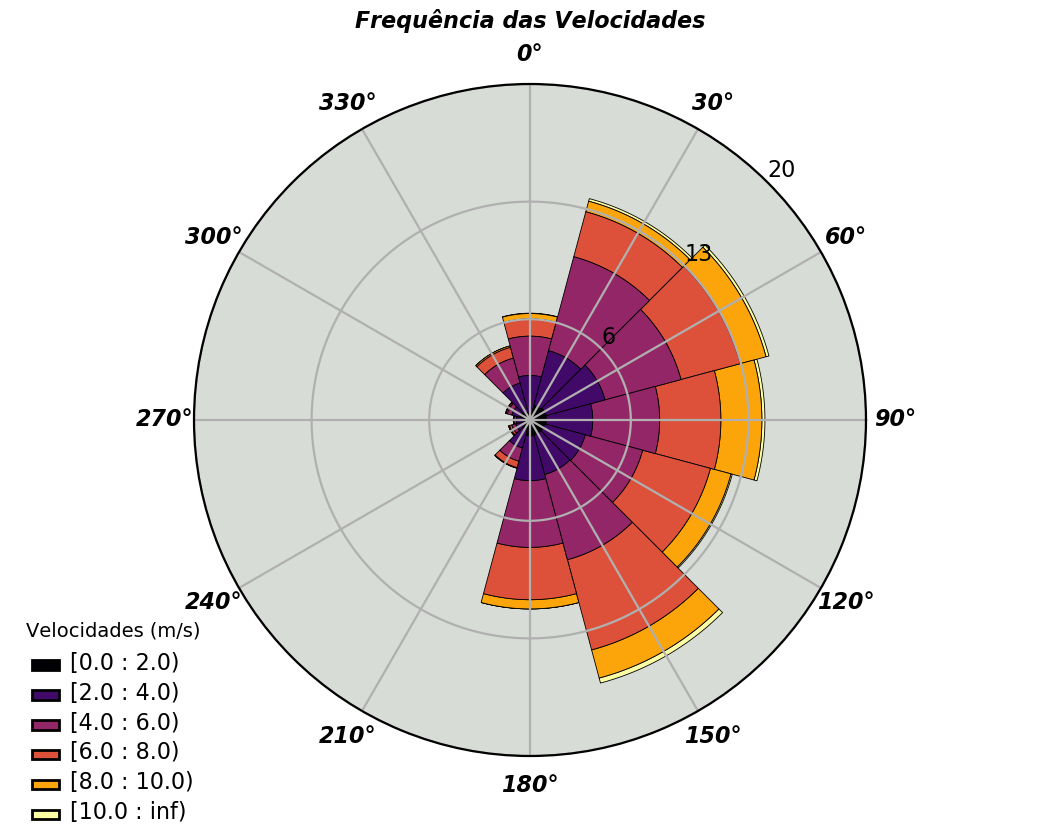 Frequência das Velocidades
0°
330°
30°
20
300°
60°
13
6
270°
90°
240°
120°
Velocidades (m/s)
[0.0 : 2.0)
[2.0 : 4.0)
[4.0 : 6.0)
210°
150°
[6.0 : 8.0)
180°
[8.0 : 10.0)
[10.0 : inf)